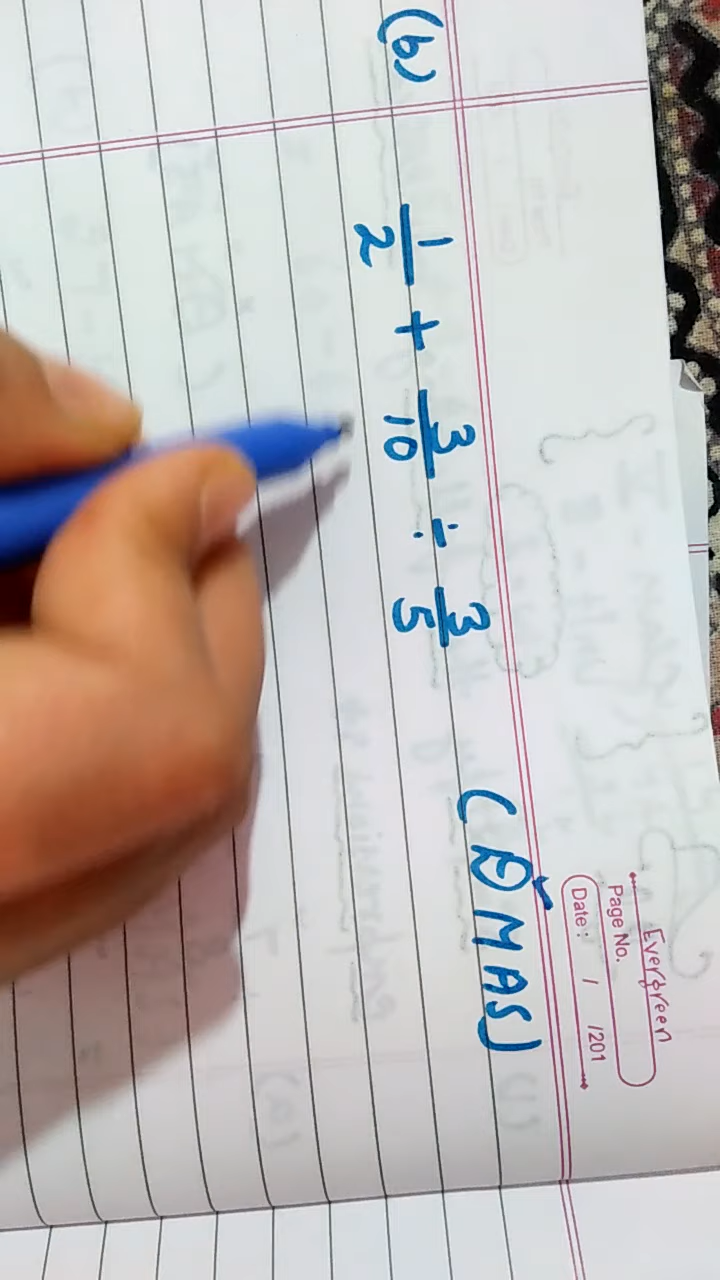 Evergreen
Page No.
Date : / /201
(b) 1/2 + 3/10 ÷ 3/5 (DMAS)